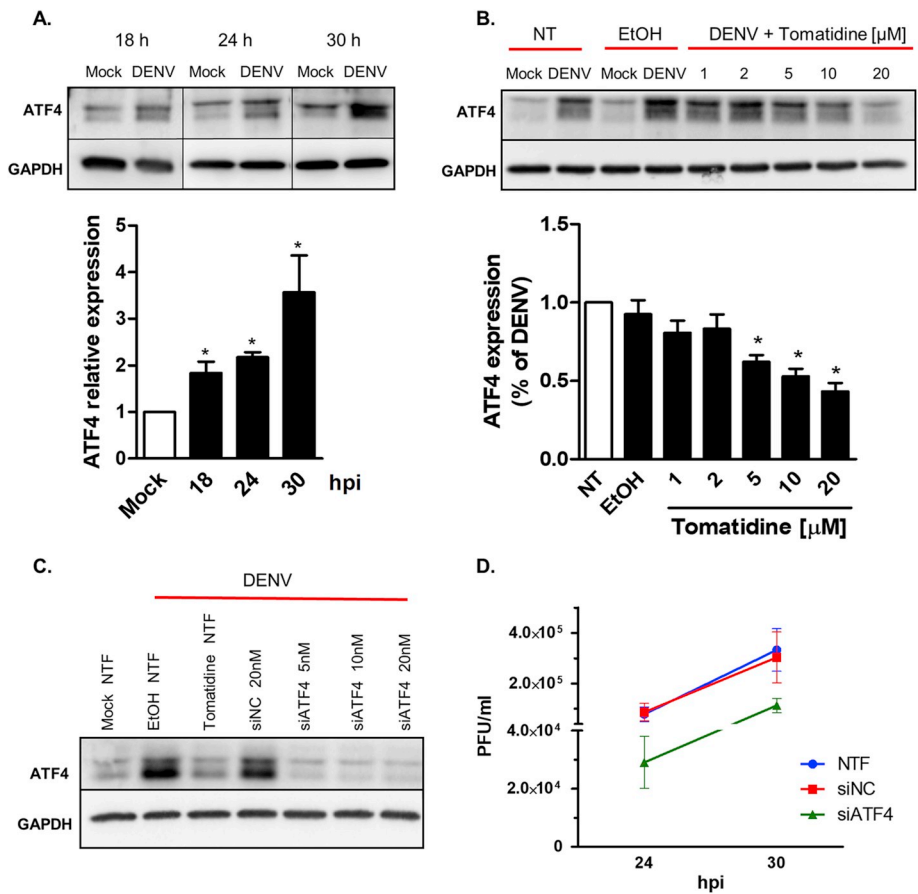 A.
18 h 24 h 30 h
Mock DENV Mock DENV Mock DENV
ATF4
GAPDH
ATF4 relative expression
5
4
3
2
1
0
Mock 18 24 30 hpi
*
*
*
B.
NT EtOH DENV + Tomatidine [µM]
Mock DENV Mock DENV 1 2 5 10 20
ATF4
GAPDH
ATF4 expression
(% of DENV)
1.0
0.5
0.0
*
*
*
NT EtOH 1 2 5 10 20
Tomatidine [µM]
C.
DENV
Mock NTF
EtOH NTF
Tomatidine NTF
siNC 20nM
siATF4 5nM
siATF4 10nM
siATF4 20nM
ATF4
GAPDH
D.
PFU/ml
4.0×10⁵
2.0×10⁵
4.0×10⁴
2.0×10⁴
0
24 30
hpi
NTF
siNC
siATF4